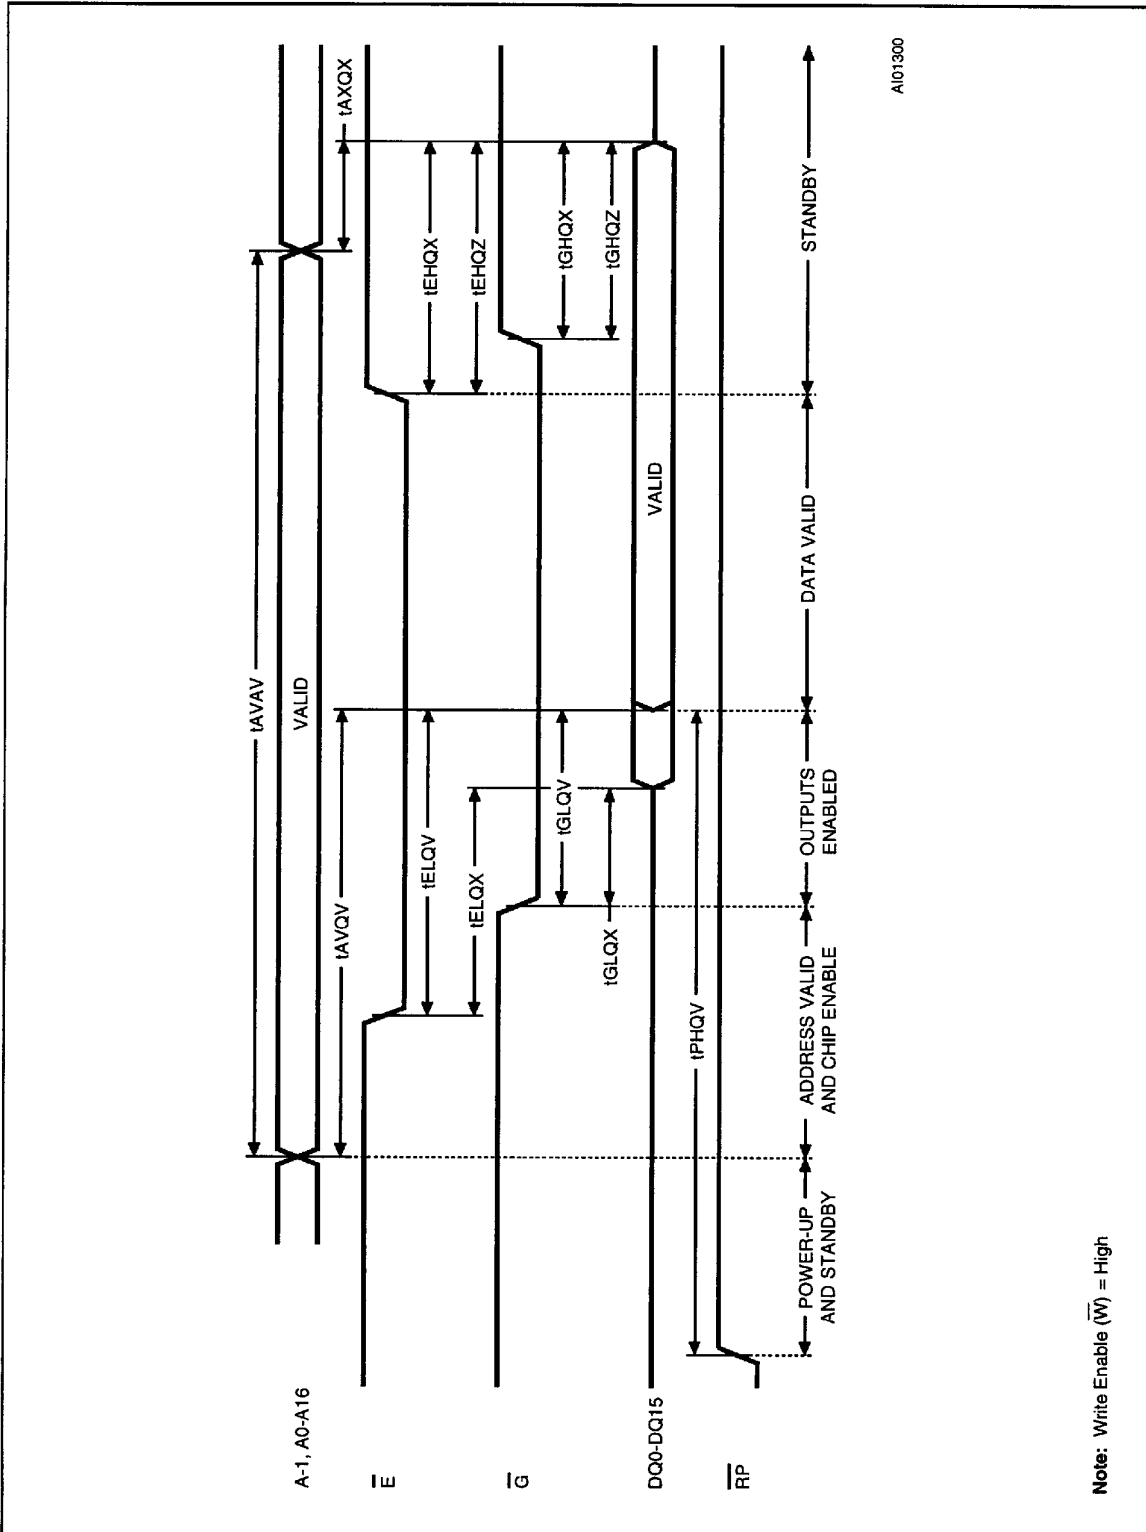 tAVAV
A-1, A0-A16
VALID
tAVQV
tAXQX
E
tELQV
tEHQX
tELQX
tEHQZ
G
tGLQV
tGHQX
tGLQX
tGHQZ
DQ0-DQ15
VALID
tPHQV
RP
POWER-UP
AND STANDBY
ADDRESS VALID
AND CHIP ENABLE
OUTPUTS
ENABLED
DATA VALID
STANDBY
AI01300
Note: Write Enable (W̅) = High